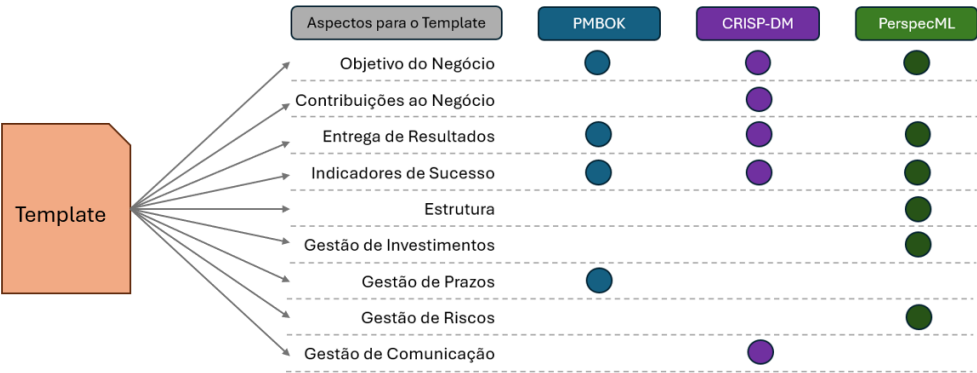 Aspectos para o Template
PMBOK
CRISP-DM
PerspecML
Objetivo do Negócio
Contribuições ao Negócio
Entrega de Resultados
Indicadores de Sucesso
Template
Estrutura
Gestão de Investimentos
Gestão de Prazos
Gestão de Riscos
Gestão de Comunicação